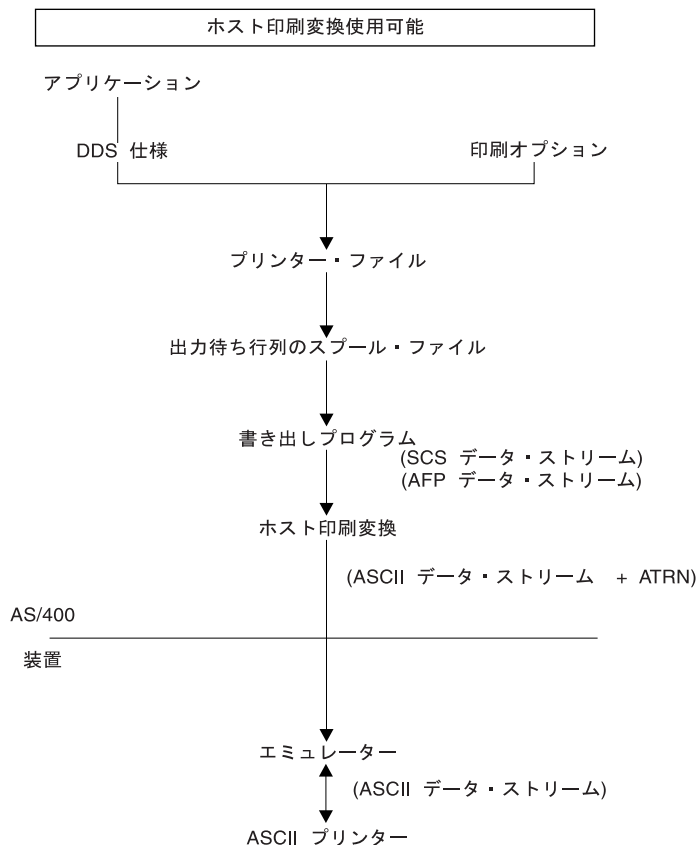 ホスト印刷変換使用可能
アプリケーション
DDS 仕様
印刷オプション
プリンター・ファイル
出力待ち行列のスプール・ファイル
書き出しプログラム
(SCS データ・ストリーム)
(AFP データ・ストリーム)
ホスト印刷変換
(ASCII データ・ストリーム + ATRN)
AS/400
装置
エミュレーター
(ASCII データ・ストリーム)
ASCII プリンター